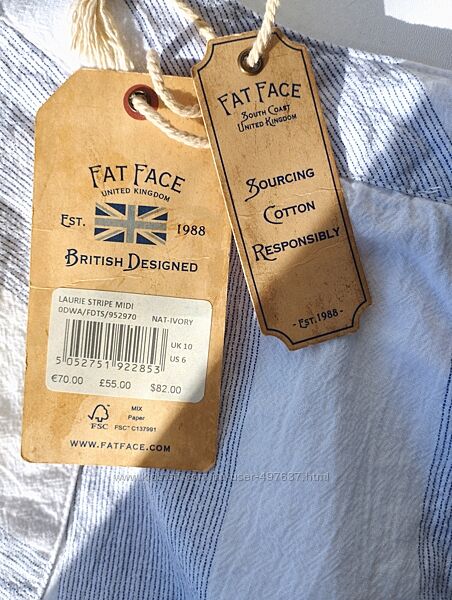 FAT FACE
UNITED KINGDOM
EST. 1988
BRITISH DESIGNED
LAURIE STRIPE MIDI
0DWA/FDTS/952970 NAT-IVORY
UK 10
US 6
5 052751 922853
€70.00 £55.00 $82.00
FSC
MIX
Paper
FSC™ C137991
WWW.FATFACE.COM
FAT FACE
SOUTH COAST
UNITED KINGDOM
SOURCING
COTTON
RESPONSIBLY
- EST. 1988 -